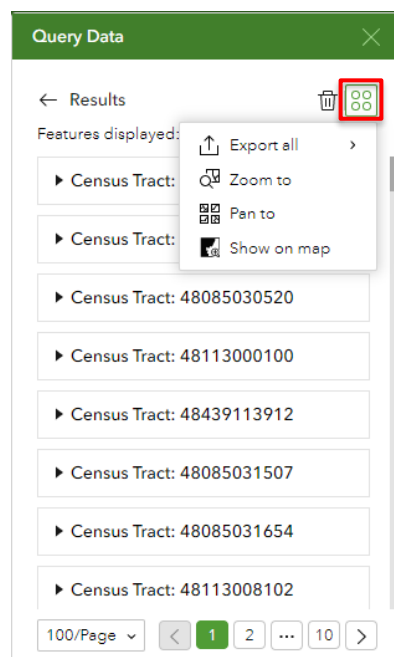 Query Data
Results
Features displayed:
Export all
Zoom to
Pan to
Show on map
Census Tract:
Census Tract:
Census Tract: 48085030520
Census Tract: 48113000100
Census Tract: 48439113912
Census Tract: 48085031507
Census Tract: 48085031654
Census Tract: 48113008102
100/Page 1 2 ... 10